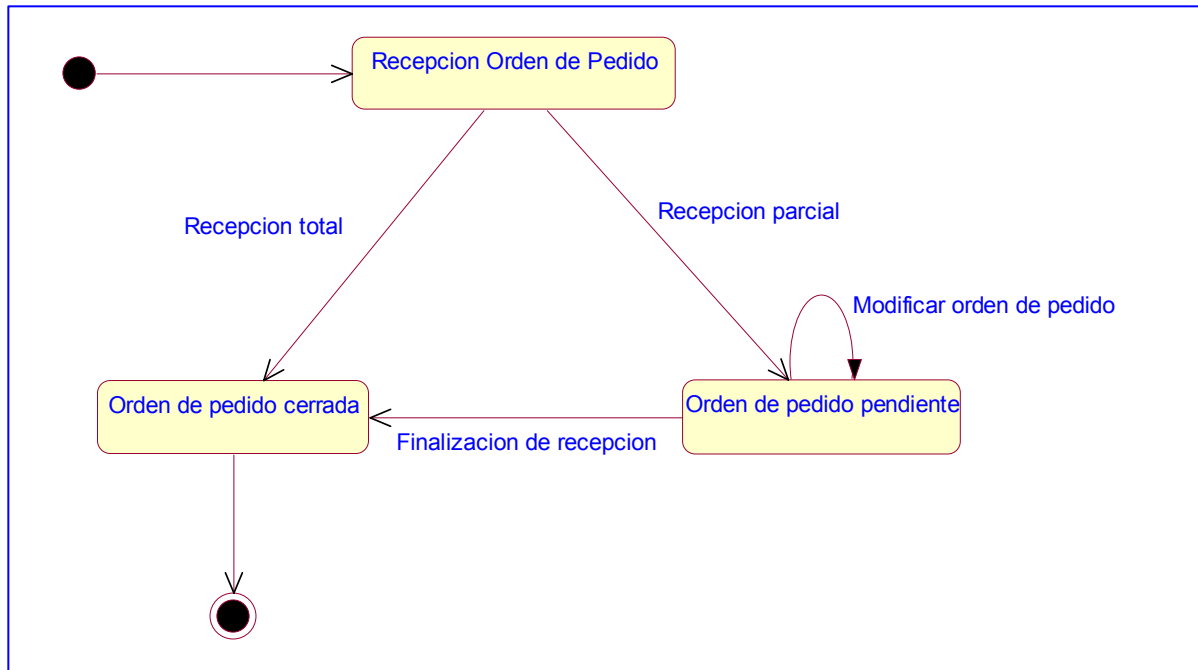 Recepcion Orden de Pedido
Recepcion total
Recepcion parcial
Modificar orden de pedido
Orden de pedido cerrada
Orden de pedido pendiente
Finalizacion de recepcion